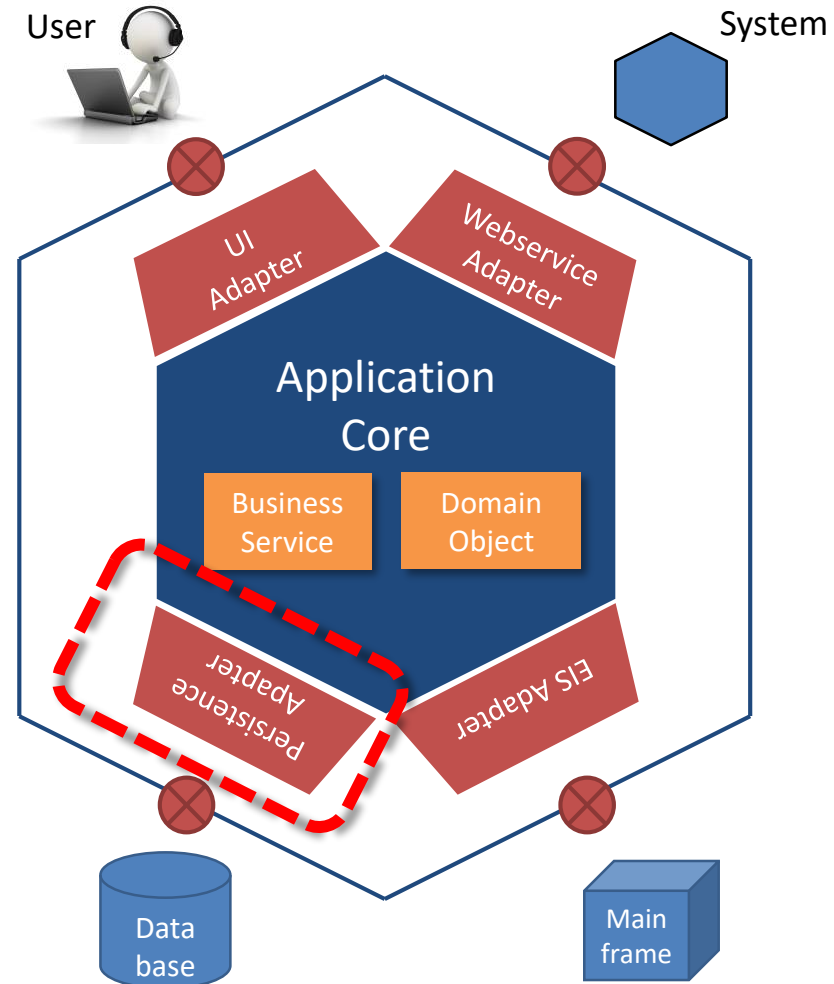 User
System
UI
Adapter
Webservice
Adapter
Application
Core
Business
Service
Domain
Object
Persistence
Apapter
EIS Adapter
Data
base
Main
frame